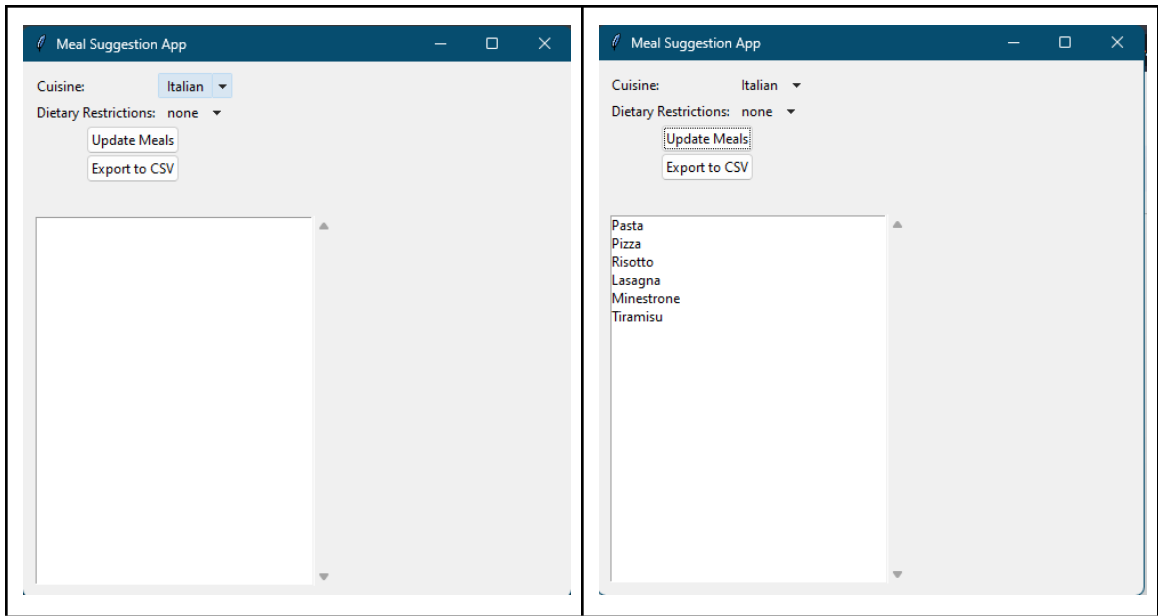 Meal Suggestion App
Cuisine: Italian
Dietary Restrictions: none
Update Meals
Export to CSV
Meal Suggestion App
Cuisine: Italian
Dietary Restrictions: none
Update Meals
Export to CSV
Pasta
Pizza
Risotto
Lasagna
Minestrone
Tiramisu